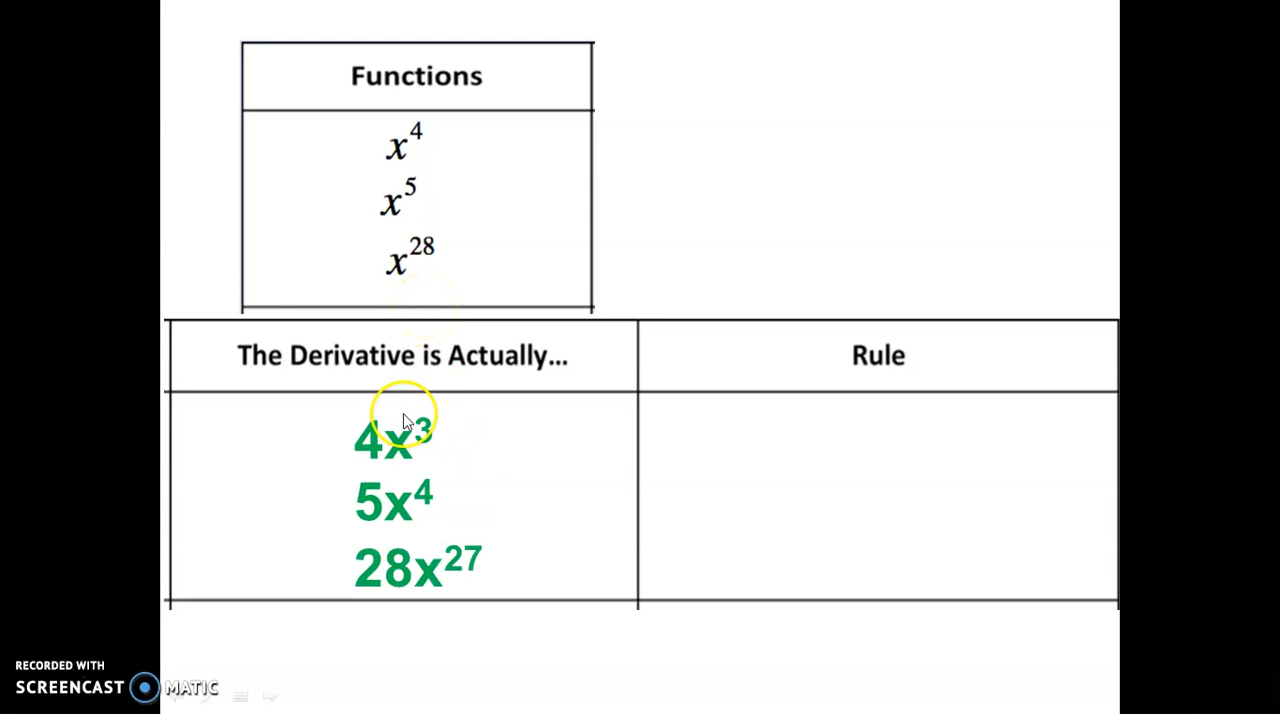 Functions
x⁴
x⁵
x²⁸
The Derivative is Actually...
Rule
4x³
5x⁴
28x²⁷
RECORDED WITH
SCREENCAST MATIC